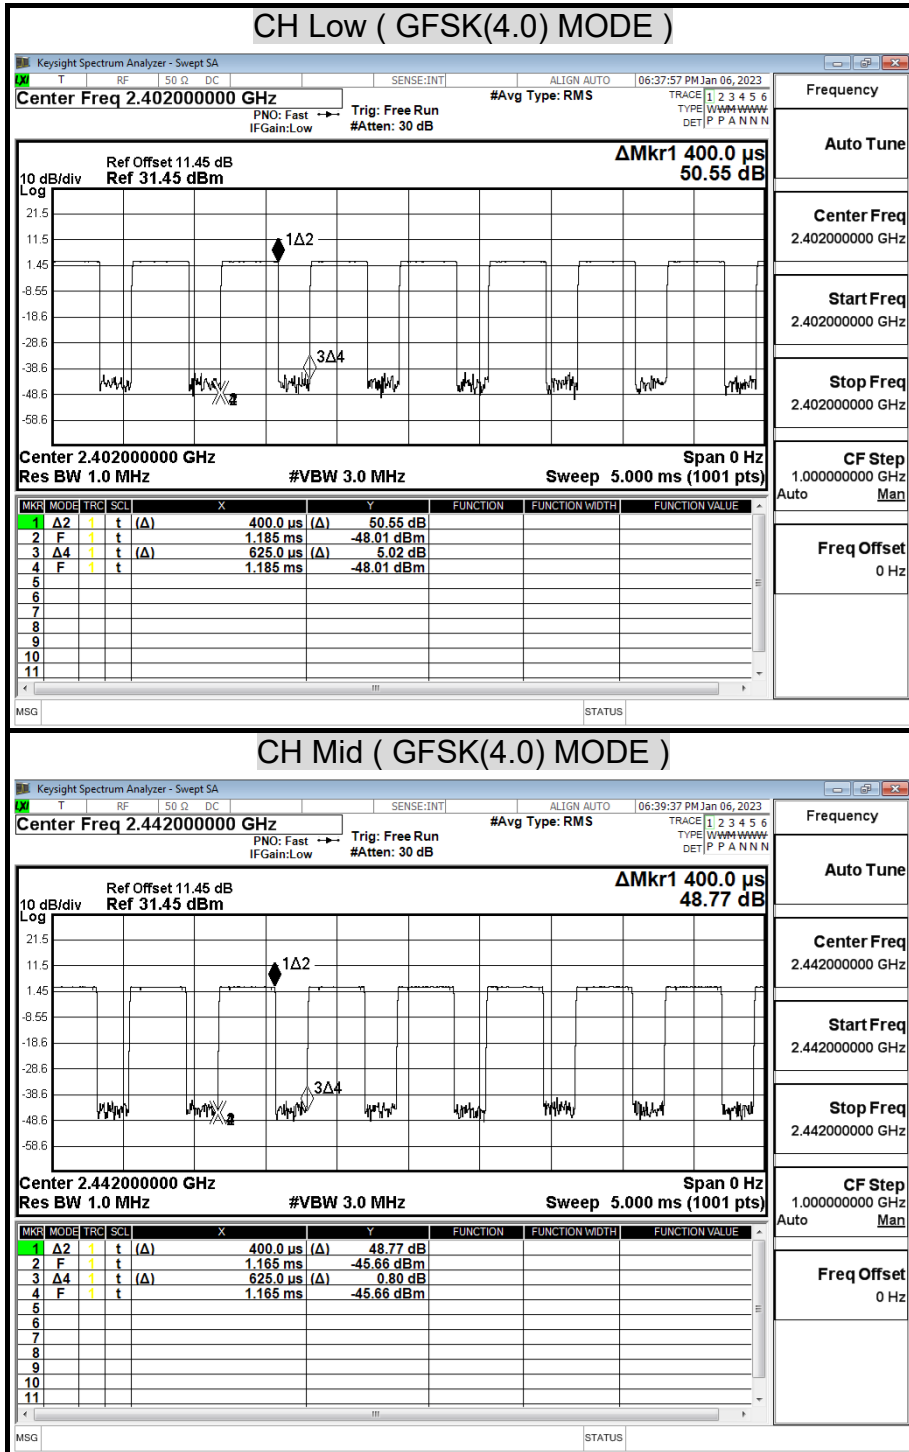 CH Low ( GFSK(4.0) MODE )
Keysight Spectrum Analyzer - Swept SA
LXI T RF 50 Ω DC SENSE:INT ALIGN AUTO 06:37:57 PM Jan 06, 2023
Center Freq 2.402000000 GHz #Avg Type: RMS TRACE 1 2 3 4 5 6
PNO: Fast Trig: Free Run TYPE WWMWWWW
IFGain:Low #Atten: 30 dB DET P P A N N N
Frequency
Auto Tune
Center Freq
2.402000000 GHz
Start Freq
2.402000000 GHz
Stop Freq
2.402000000 GHz
CF Step
1.000000000 GHz
Auto Man
Freq Offset
0 Hz
ΔMkr1 400.0 µs
50.55 dB
Ref Offset 11.45 dB
10 dB/div Ref 31.45 dBm
Log
21.5
11.5
1.45
-8.55
-18.6
-28.6
-38.6
-48.6
-58.6
1Δ2
3Δ4
Center 2.402000000 GHz Span 0 Hz
Res BW 1.0 MHz #VBW 3.0 MHz Sweep 5.000 ms (1001 pts)
MKR MODE TRC SCL X Y FUNCTION FUNCTION WIDTH FUNCTION VALUE
1 Δ2 1 t (Δ) 400.0 µs (Δ) 50.55 dB
2 F 1 t 1.185 ms -48.01 dBm
3 Δ4 1 t (Δ) 625.0 µs (Δ) 5.02 dB
4 F 1 t 1.185 ms -48.01 dBm
5
6
7
8
9
10
11
MSG STATUS
CH Mid ( GFSK(4.0) MODE )
Keysight Spectrum Analyzer - Swept SA
LXI T RF 50 Ω DC SENSE:INT ALIGN AUTO 06:39:37 PM Jan 06, 2023
Center Freq 2.442000000 GHz #Avg Type: RMS TRACE 1 2 3 4 5 6
PNO: Fast Trig: Free Run TYPE WWMWWWW
IFGain:Low #Atten: 30 dB DET P P A N N N
Frequency
Auto Tune
Center Freq
2.442000000 GHz
Start Freq
2.442000000 GHz
Stop Freq
2.442000000 GHz
CF Step
1.000000000 GHz
Auto Man
Freq Offset
0 Hz
ΔMkr1 400.0 µs
48.77 dB
Ref Offset 11.45 dB
10 dB/div Ref 31.45 dBm
Log
21.5
11.5
1.45
-8.55
-18.6
-28.6
-38.6
-48.6
-58.6
1Δ2
3Δ4
Center 2.442000000 GHz Span 0 Hz
Res BW 1.0 MHz #VBW 3.0 MHz Sweep 5.000 ms (1001 pts)
MKR MODE TRC SCL X Y FUNCTION FUNCTION WIDTH FUNCTION VALUE
1 Δ2 1 t (Δ) 400.0 µs (Δ) 48.77 dB
2 F 1 t 1.165 ms -45.66 dBm
3 Δ4 1 t (Δ) 625.0 µs (Δ) 0.80 dB
4 F 1 t 1.165 ms -45.66 dBm
5
6
7
8
9
10
11
MSG STATUS